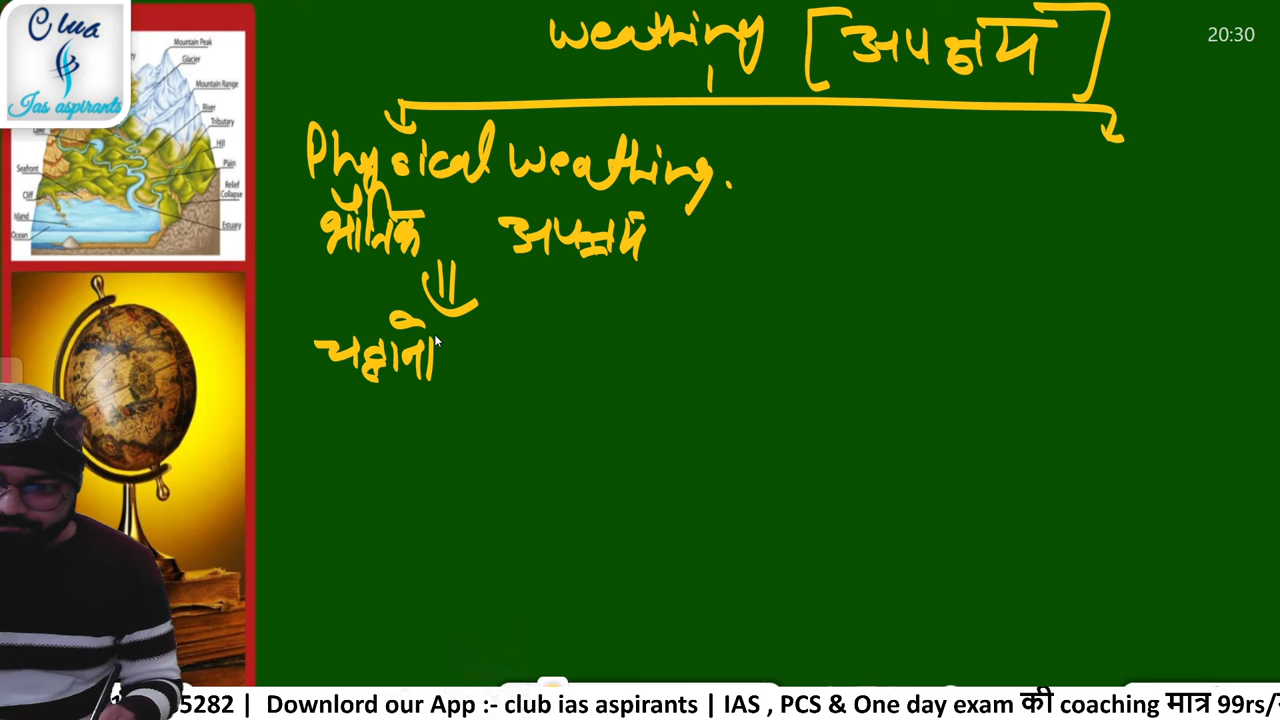 Clua
Ias aspirants
20:30
Weathing [अपक्षय]
Mountain Peak
Glacier
Mountain Range
River
Tributary
Hill
Plain
Relief
Collapse
Estuary
Lake
Seafront
Cliff
Island
Ocean
Physical Weathing.
भौतिक अपक्षय
चट्टानो
5282 | Downlord our App :- club ias aspirants | IAS , PCS & One day exam की coaching मात्र 99rs/-